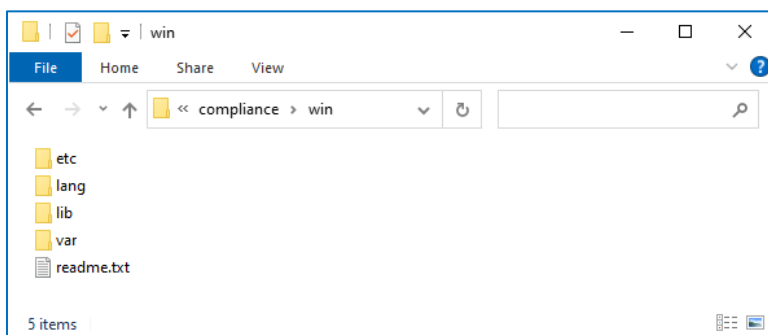 win
File Home Share View
« compliance > win
etc
lang
lib
var
readme.txt
5 items